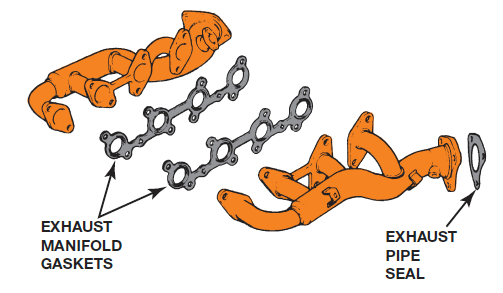 EXHAUST
MANIFOLD
GASKETS
EXHAUST
PIPE
SEAL